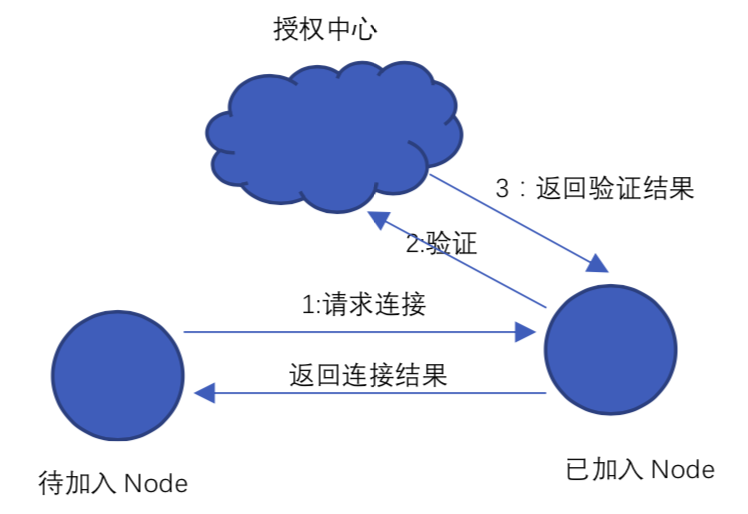 授权中心
3：返回验证结果
2:验证
1:请求连接
返回连接结果
待加入 Node
已加入 Node